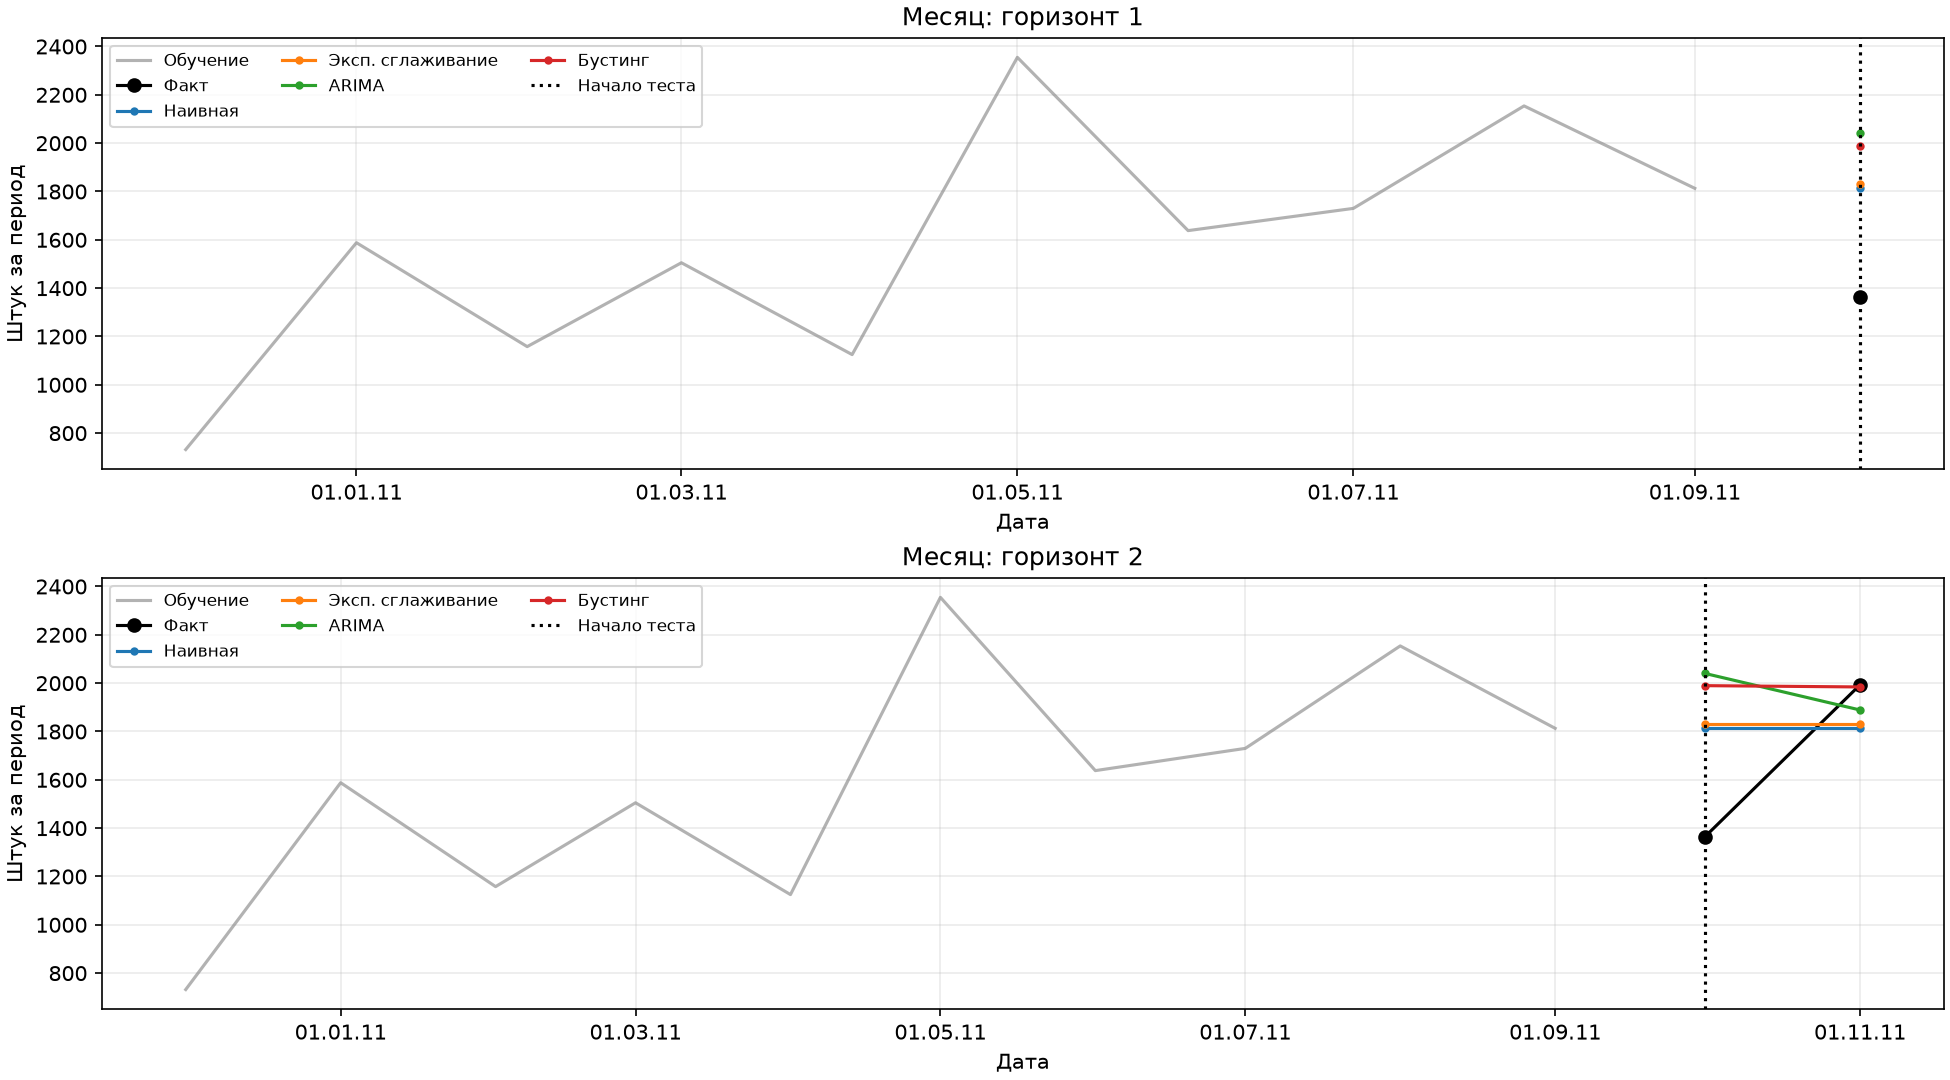 Месяц: горизонт 1
Обучение
Факт
Наивная
Эксп. сглаживание
ARIMA
Бустинг
Начало теста
Штук за период
2400
2200
2000
1800
1600
1400
1200
1000
800
01.01.11
01.03.11
01.05.11
01.07.11
01.09.11
Дата
Месяц: горизонт 2
Обучение
Факт
Наивная
Эксп. сглаживание
ARIMA
Бустинг
Начало теста
Штук за период
2400
2200
2000
1800
1600
1400
1200
1000
800
01.01.11
01.03.11
01.05.11
01.07.11
01.09.11
01.11.11
Дата